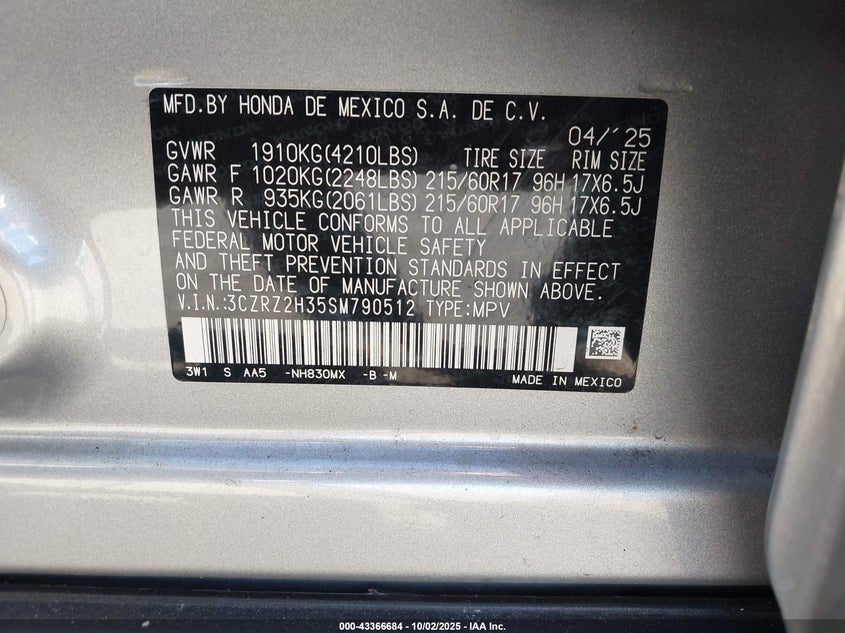 MFD.BY HONDA DE MEXICO S.A. DE C.V.
04/'25
GVWR 1910KG(4210LBS) TIRE SIZE RIM SIZE
GAWR F 1020KG(2248LBS) 215/60R17 96H 17X6.5J
GAWR R 935KG(2061LBS) 215/60R17 96H 17X6.5J
THIS VEHICLE CONFORMS TO ALL APPLICABLE
FEDERAL MOTOR VEHICLE SAFETY
AND THEFT PREVENTION STANDARDS IN EFFECT
ON THE DATE OF MANUFACTURE SHOWN ABOVE.
V.I.N.:3CZRZ2H35SM790512 TYPE:MPV
3W1 S AA5 -NH830MX -B -M
MADE IN MEXICO
000-43366684 - 10/02/2025 - IAA Inc.